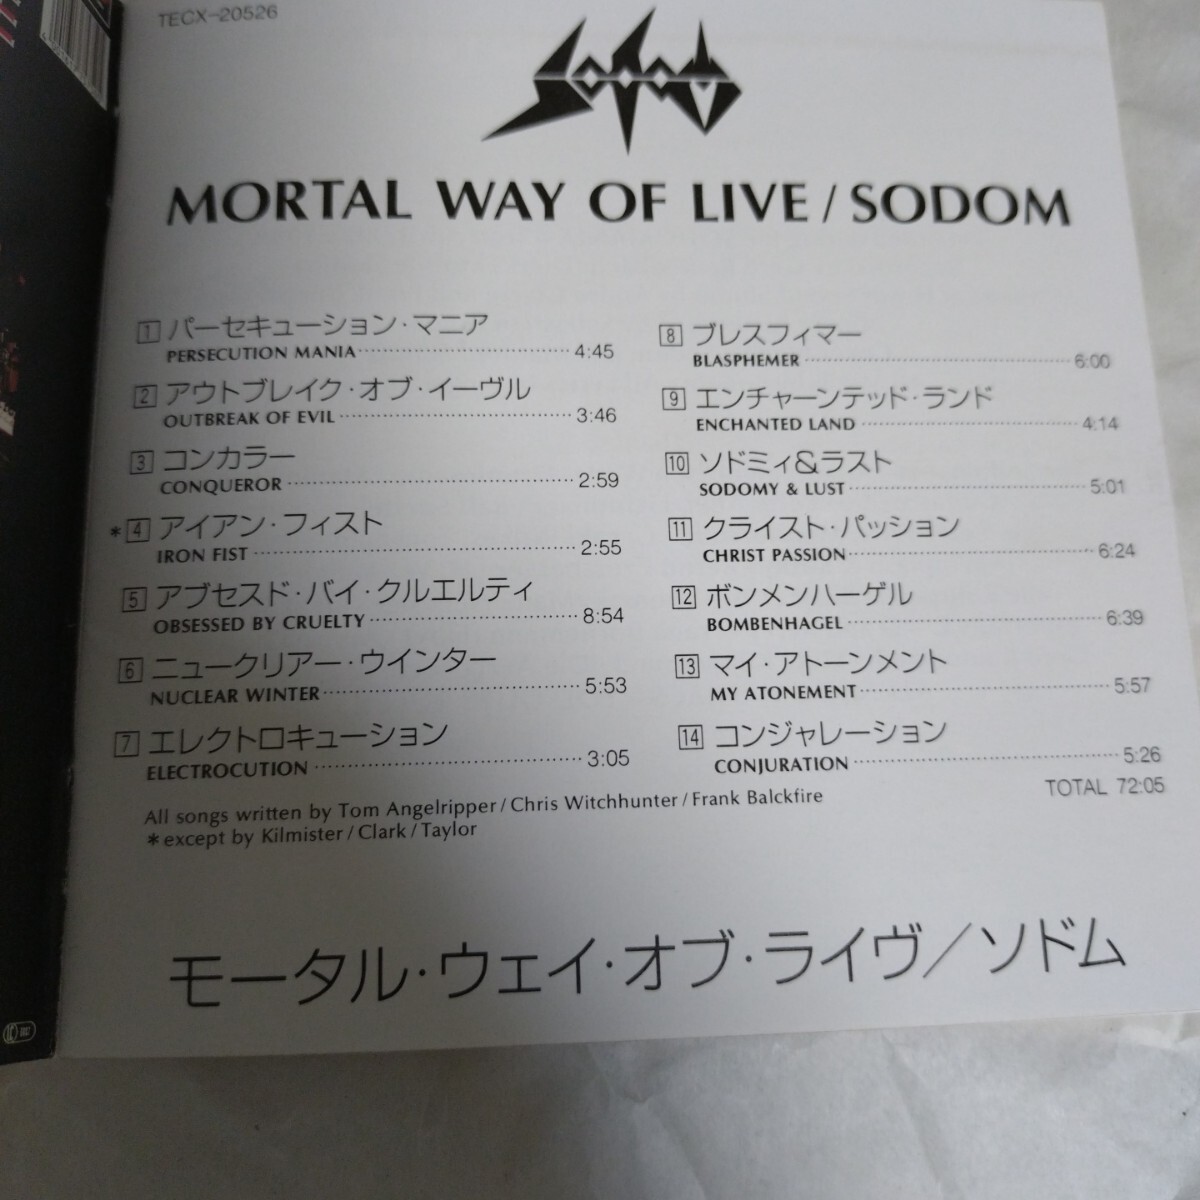 TECX-20526
SODOM
MORTAL WAY OF LIVE / SODOM
1 パーセキューション・マニア
PERSECUTION MANIA 4:45
2 アウトブレイク・オブ・イーヴル
OUTBREAK OF EVIL 3:46
3 コンカラー
CONQUEROR 2:59
*4 アイアン・フィスト
IRON FIST 2:55
5 アブセスド・バイ・クルエルティ
OBSESSED BY CRUELTY 8:54
6 ニュークリアー・ウインター
NUCLEAR WINTER 5:53
7 エレクトロキューション
ELECTROCUTION 3:05
8 ブレスフィマー
BLASPHEMER 6:00
9 エンチャーンテッド・ランド
ENCHANTED LAND 4:14
10 ソドミィ&ラスト
SODOMY & LUST 5:01
11 クライスト・パッション
CHRIST PASSION 6:24
12 ボンメンハーゲル
BOMBENHAGEL 6:39
13 マイ・アトーンメント
MY ATONEMENT 5:57
14 コンジャレーション
CONJURATION 5:26
TOTAL 72:05
All songs written by Tom Angelripper / Chris Witchhunter / Frank Balckfire
*except by Kilmister / Clark / Taylor
モータル・ウェイ・オブ・ライヴ/ソドム